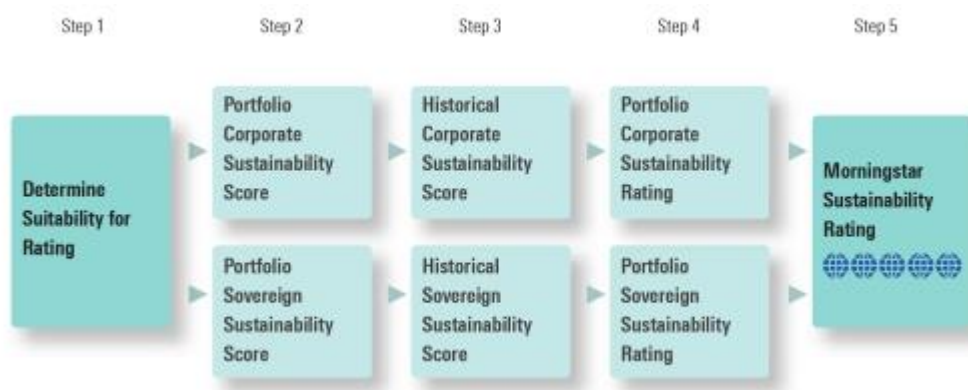 Step 1
Step 2
Step 3
Step 4
Step 5
Determine
Suitability for
Rating
Portfolio
Corporate
Sustainability
Score
Historical
Corporate
Sustainability
Score
Portfolio
Corporate
Sustainability
Rating
Portfolio
Sovereign
Sustainability
Score
Historical
Sovereign
Sustainability
Score
Portfolio
Sovereign
Sustainability
Rating
Morningstar
Sustainability
Rating